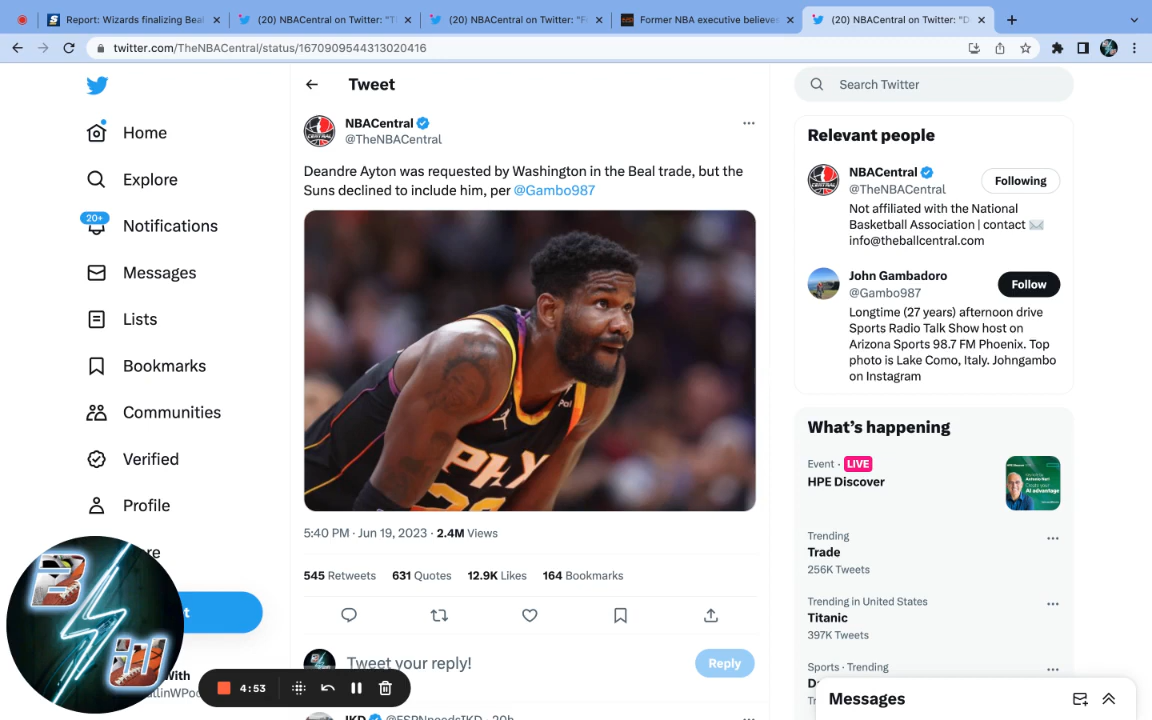 Report: Wizards finalizing Beal
(20) NBACentral on Twitter: "T
(20) NBACentral on Twitter: "F
Former NBA executive believes
(20) NBACentral on Twitter: "D
twitter.com/TheNBACentral/status/1670909544313020416
Home
Explore
20+
Notifications
Messages
Lists
Bookmarks
Communities
Verified
Profile
4:53
Tweet
NBACentral
@TheNBACentral
Deandre Ayton was requested by Washington in the Beal trade, but the
Suns declined to include him, per @Gambo987
PHX
5:40 PM · Jun 19, 2023 · 2.4M Views
545 Retweets 631 Quotes 12.9K Likes 164 Bookmarks
Tweet your reply!
Reply
JKD @ESPNneedsJKD · 20h
Search Twitter
Relevant people
NBACentral
@TheNBACentral
Following
Not affiliated with the National
Basketball Association | contact ✉️
info@theballcentral.com
John Gambadoro
@Gambo987
Follow
Longtime (27 years) afternoon drive
Sports Radio Talk Show host on
Arizona Sports 98.7 FM Phoenix. Top
photo is Lake Como, Italy. Johngambo
on Instagram
What's happening
Event · LIVE
HPE Discover
Trending
Trade
256K Tweets
Trending in United States
Titanic
397K Tweets
Sports · Trending
Messages